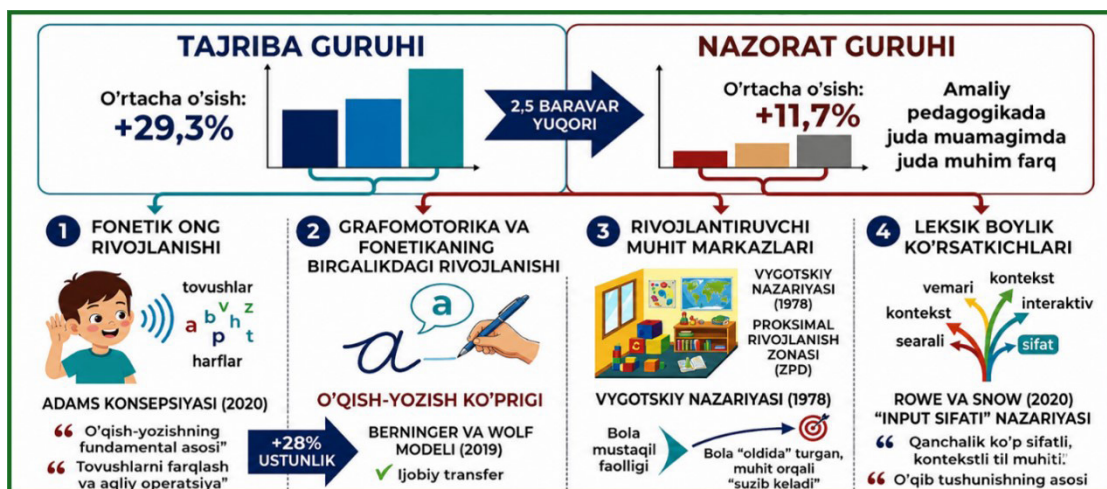 TAJRIBA GURUHI
O'rtacha o'sish:
+29,3%
2,5 BARAVAR
YUQORI
NAZORAT GURUHI
O'rtacha o'sish:
+11,7%
Amaliy
pedagogikada
juda muamagimda
juda muhim farq
1 FONETIK ONG
RIVOJLANISHI
tovushlar
a b v h z p t
harflar
ADAMS KONSEPSIYASI (2020)
“ O'qish-yozishning
fundamental asosi”
“ Tovushlarni farqlash
va aqliy operatsiya”
+28%
USTUNLIK
2 GRAFOMOTORIKA VA
FONETIKANING
BIRGALIKDAGI RIVOJLANISHI
a
a
O'QISH-YOZISH KO'PRIGI
BERNINGER VA WOLF
MODELI (2019)
✓ Ijobiy transfer
3 RIVOJLANTIRUVCHI
MUHIT MARKAZLARI
VYGOTSKIY
NAZARIYASI
(1978)
PROKSIMAL
RIVOJLANISH
ZONASI
(ZPD)
VYGOTSKIY NAZARIYASI (1978)
Bola
mustaqil
faolligi
Bola “oldida” turgan,
muhit orqali
“suzib keladi”
4 LEKSIK BOYLIK
KO'RSATKICHLARI
kontekst
vemari
interaktiv
kontekst
searali
sifat
ROWE VA SNOW (2020)
“INPUT SIFATI” NAZARIYASI
“ Qanchalik ko'p sifatli,
kontekstli til muhiti.”
“ O'qib tushunishning asosi